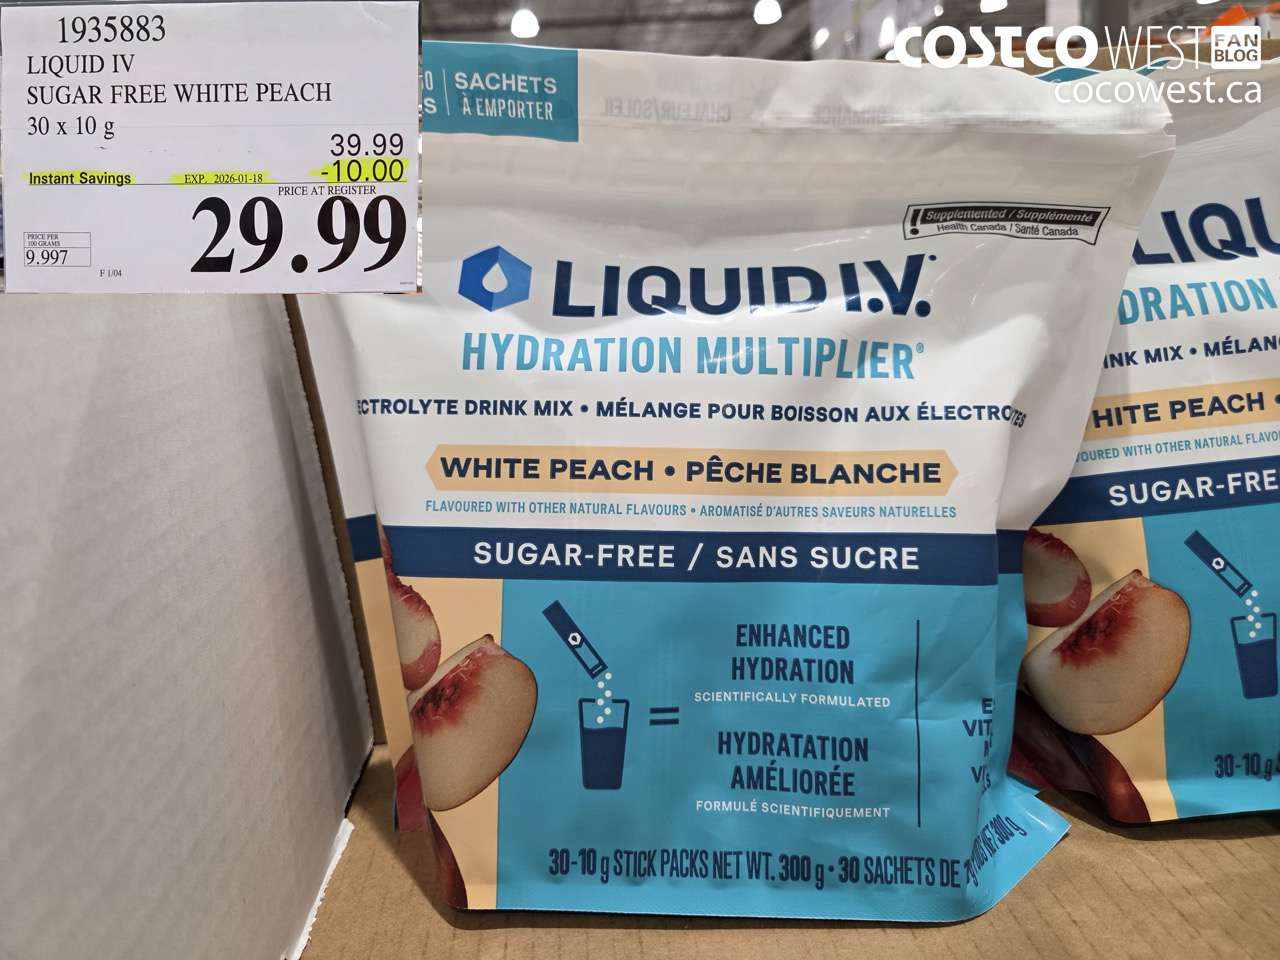 1935883
LIQUID IV
SUGAR FREE WHITE PEACH
30 x 10 g
39.99
Instant Savings EXP. 2026-01-18 -10.00
PRICE AT REGISTER
29.99
PRICE PER
100 GRAMS
9.997
F 1/04
COSTCO WEST FAN BLOG
cocowest.ca
SACHETS
À EMPORTER
Supplemented / Supplémenté
Health Canada / Santé Canada
LIQUID I.V.
HYDRATION MULTIPLIER®
CTROLYTE DRINK MIX • MÉLANGE POUR BOISSON AUX ÉLECTROYTES
WHITE PEACH • PÊCHE BLANCHE
FLAVOURED WITH OTHER NATURAL FLAVOURS • AROMATISÉ D'AUTRES SAVEURS NATURELLES
SUGAR-FREE / SANS SUCRE
ENHANCED
HYDRATION
SCIENTIFICALLY FORMULATED
=
HYDRATATION
AMÉLIORÉE
FORMULÉ SCIENTIFIQUEMENT
30-10 g STICK PACKS NET WT. 300 g • 30 SACHETS DE
LIQU
DRATION
INK MIX • MÉLAN
HITE PEACH •
OURED WITH OTHER NATURAL FLAVO
SUGAR-FRE
30-10 g